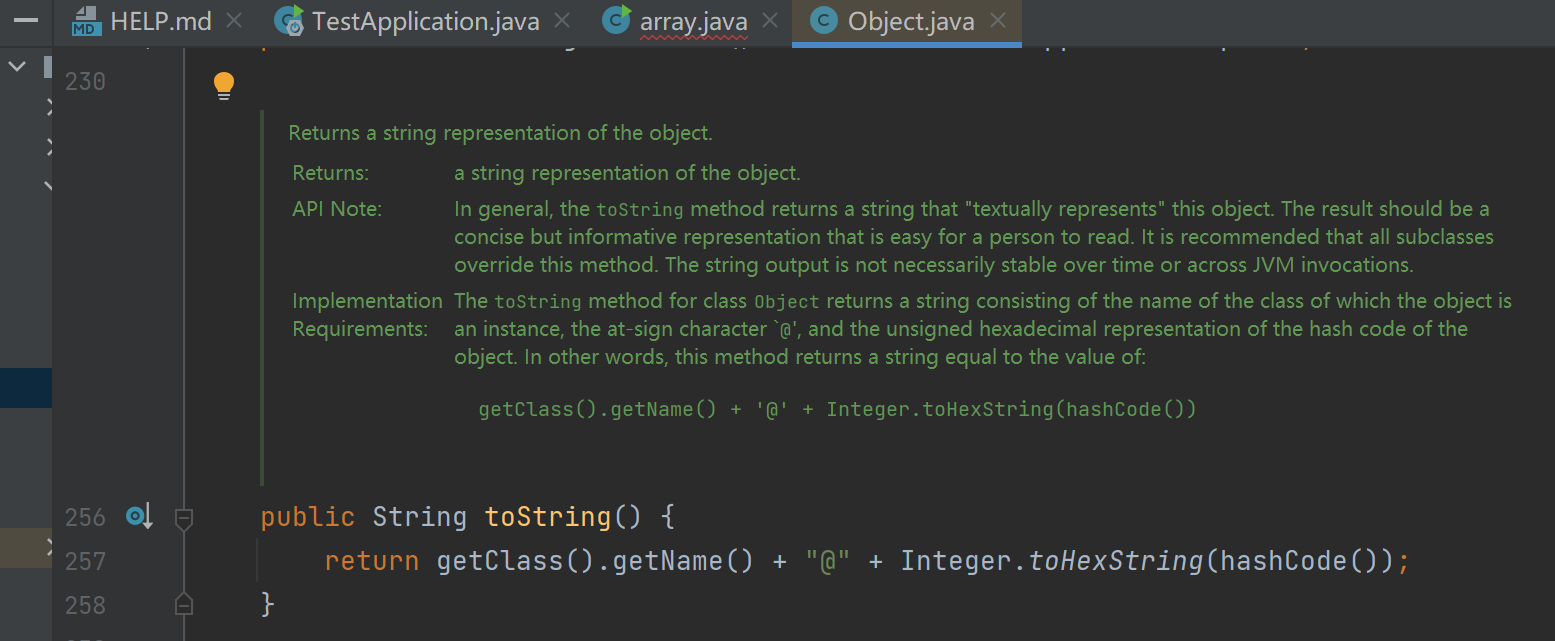 HELP.md TestApplication.java array.java Object.java
230
Returns a string representation of the object.
Returns: a string representation of the object.
API Note: In general, the toString method returns a string that "textually represents" this object. The result should be a
concise but informative representation that is easy for a person to read. It is recommended that all subclasses
override this method. The string output is not necessarily stable over time or across JVM invocations.
Implementation The toString method for class Object returns a string consisting of the name of the class of which the object is
Requirements: an instance, the at-sign character `@', and the unsigned hexadecimal representation of the hash code of the
object. In other words, this method returns a string equal to the value of:
getClass().getName() + '@' + Integer.toHexString(hashCode())
256 public String toString() {
257 return getClass().getName() + "@" + Integer.toHexString(hashCode());
258 }